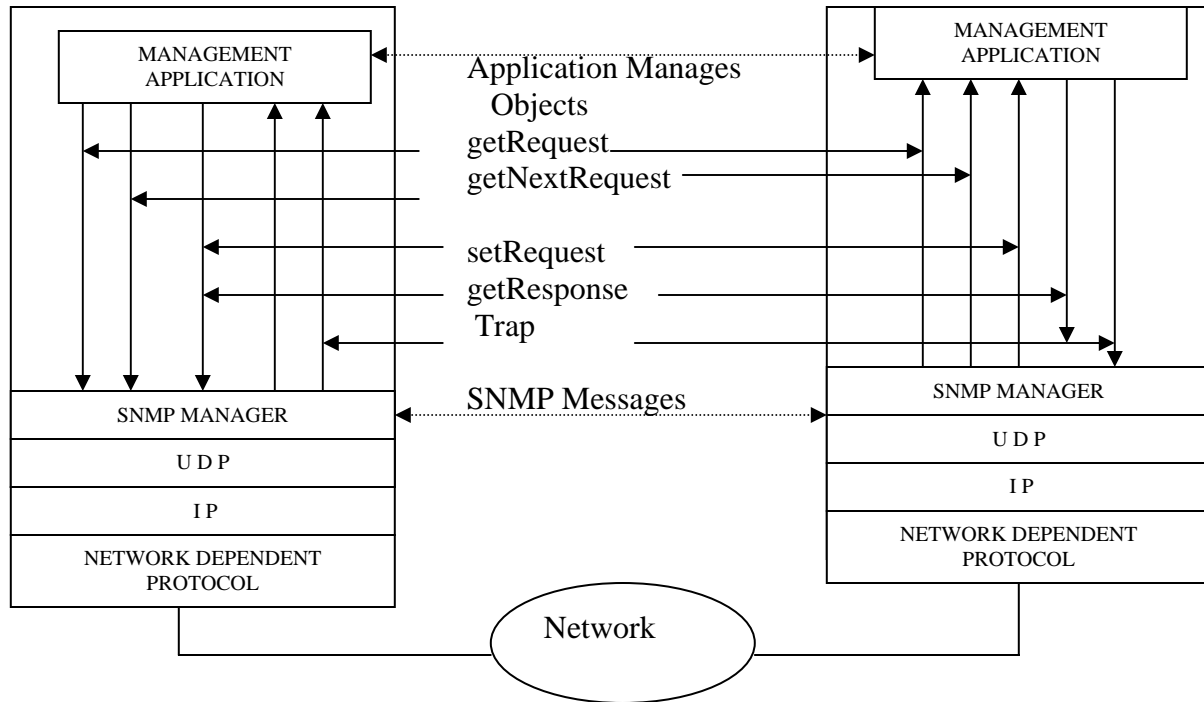 MANAGEMENT
APPLICATION
MANAGEMENT
APPLICATION
Application Manages
Objects
getRequest
getNextRequest
setRequest
getResponse
Trap
SNMP MANAGER
SNMP Messages
SNMP MANAGER
U D P
U D P
I P
I P
NETWORK DEPENDENT
PROTOCOL
NETWORK DEPENDENT
PROTOCOL
Network